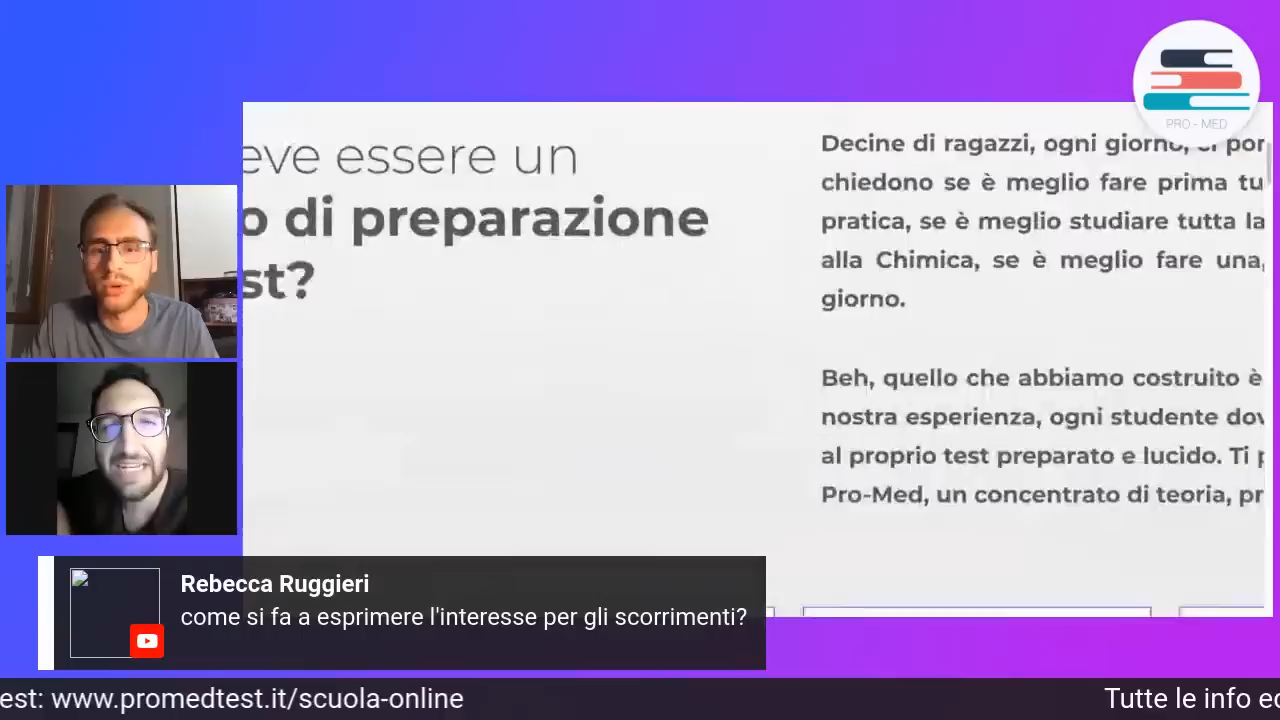 PRO - MED
eve essere un
o di preparazione
st?
Decine di ragazzi, ogni giorno, ci por
chiedono se è meglio fare prima tu
pratica, se è meglio studiare tutta la
alla Chimica, se è meglio fare una,
giorno.
Beh, quello che abbiamo costruito è
nostra esperienza, ogni studente dov
al proprio test preparato e lucido. Ti p
Pro-Med, un concentrato di teoria, pr
Rebecca Ruggieri
come si fa a esprimere l'interesse per gli scorrimenti?
est: www.promedtest.it/scuola-online
Tutte le info ed